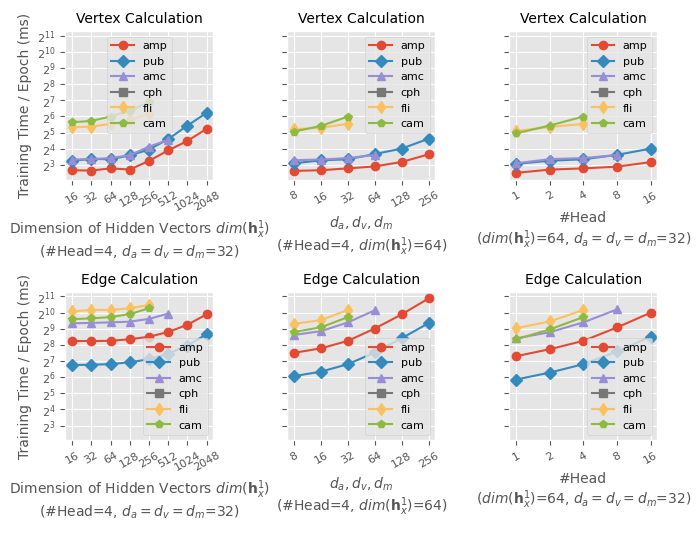 Vertex Calculation
Vertex Calculation
Vertex Calculation
Training Time / Epoch (ms)
2^11
2^10
2^9
2^8
2^7
2^6
2^5
2^4
2^3
amp
pub
amc
cph
fli
cam
amp
pub
amc
cph
fli
cam
amp
pub
amc
cph
fli
cam
16 32 64 128 256 512 1024 2048
8 16 32 64 128 256
1 2 4 8 16
Dimension of Hidden Vectors dim(h_x^1)
(#Head=4, d_a = d_v = d_m=32)
d_a, d_v, d_m
(#Head=4, dim(h_x^1)=64)
#Head
(dim(h_x^1)=64, d_a = d_v = d_m=32)
Edge Calculation
Edge Calculation
Edge Calculation
Training Time / Epoch (ms)
2^11
2^10
2^9
2^8
2^7
2^6
2^5
2^4
2^3
amp
pub
amc
cph
fli
cam
amp
pub
amc
cph
fli
cam
amp
pub
amc
cph
fli
cam
16 32 64 128 256 512 1024 2048
8 16 32 64 128 256
1 2 4 8 16
Dimension of Hidden Vectors dim(h_x^1)
(#Head=4, d_a = d_v = d_m=32)
d_a, d_v, d_m
(#Head=4, dim(h_x^1)=64)
#Head
(dim(h_x^1)=64, d_a = d_v = d_m=32)